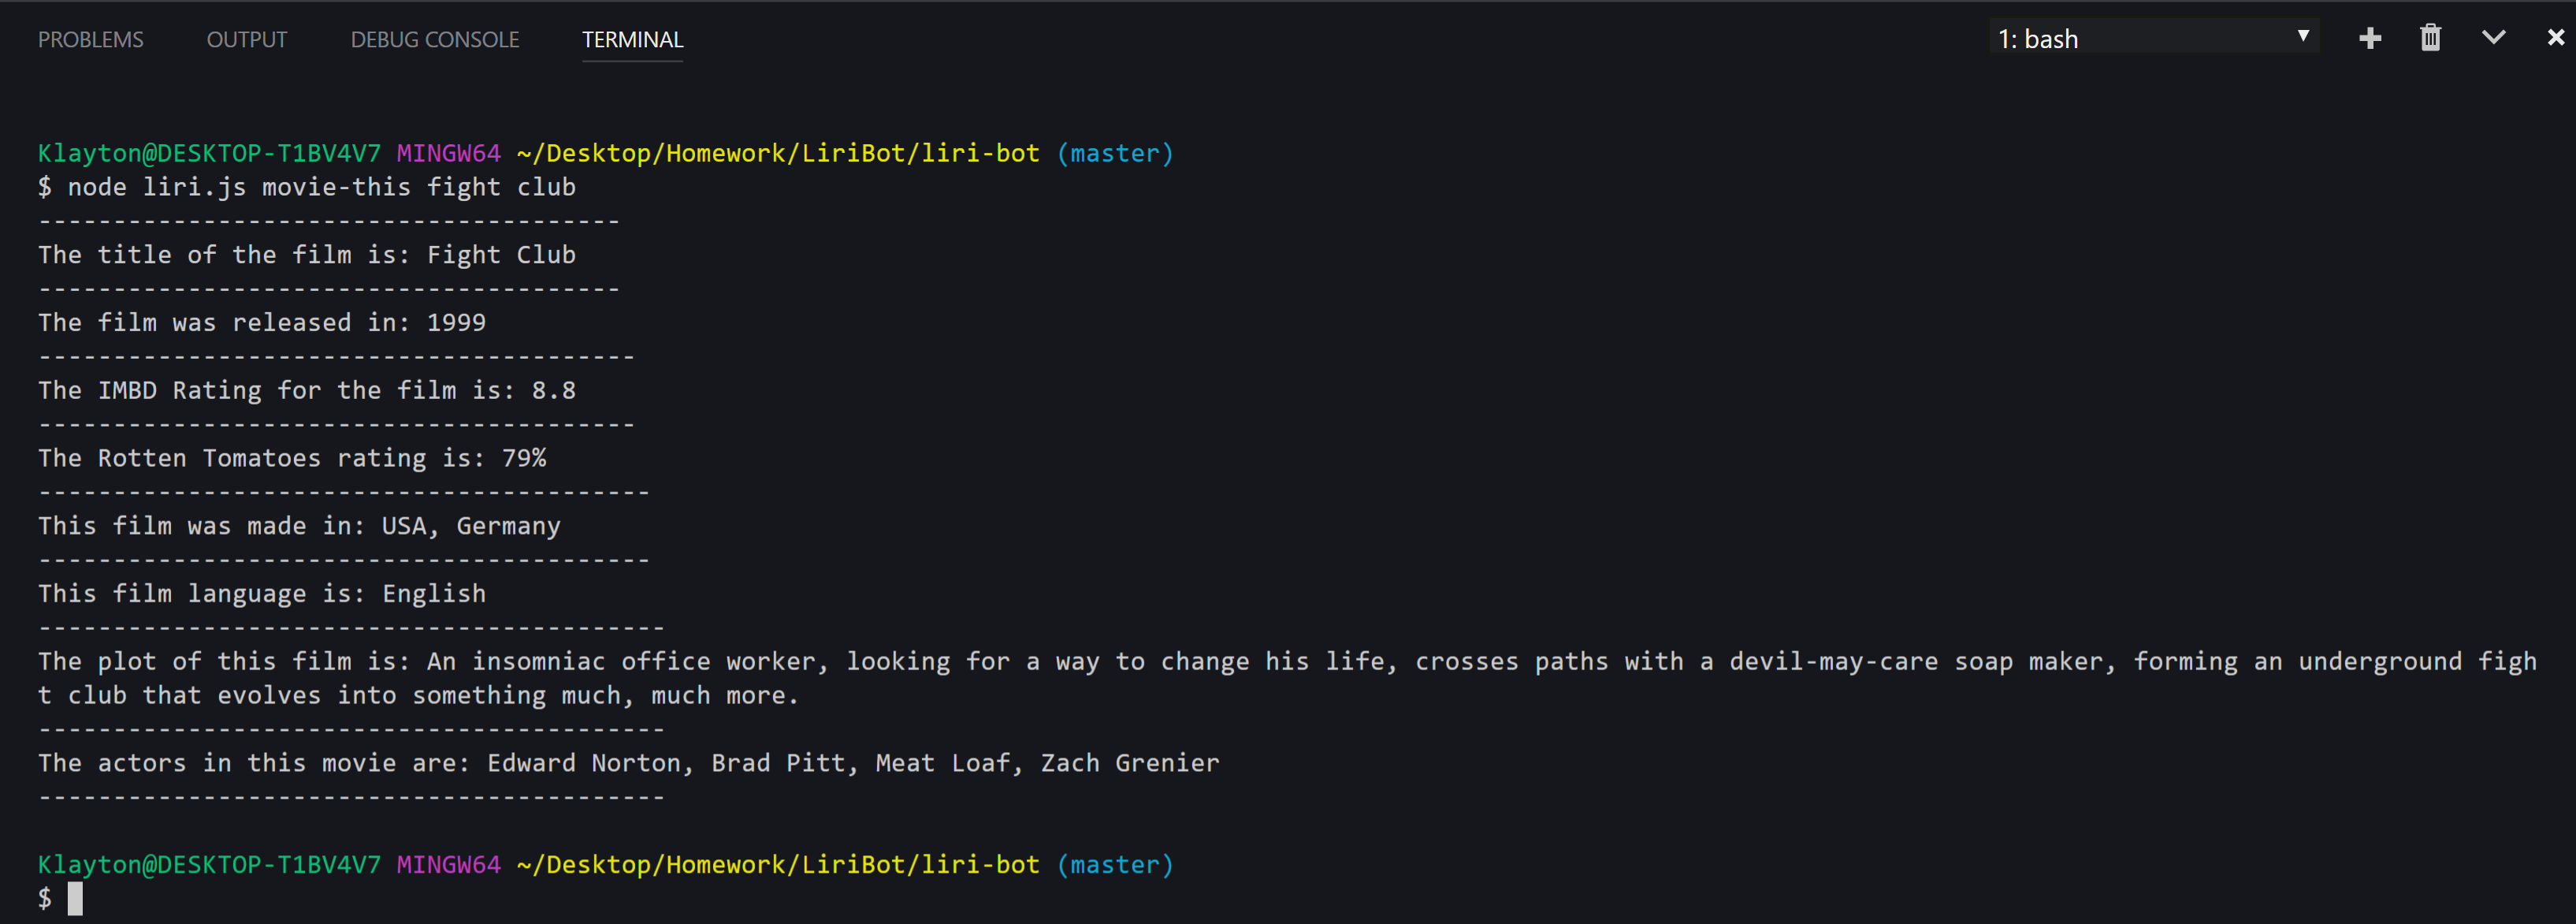 PROBLEMS OUTPUT DEBUG CONSOLE TERMINAL 1: bash
Klayton@DESKTOP-T1BV4V7 MINGW64 ~/Desktop/Homework/LiriBot/liri-bot (master)
$ node liri.js movie-this fight club
---------------------------------------
The title of the film is: Fight Club
---------------------------------------
The film was released in: 1999
----------------------------------------
The IMBD Rating for the film is: 8.8
----------------------------------------
The Rotten Tomatoes rating is: 79%
-----------------------------------------
This film was made in: USA, Germany
-----------------------------------------
This film language is: English
------------------------------------------
The plot of this film is: An insomniac office worker, looking for a way to change his life, crosses paths with a devil-may-care soap maker, forming an underground figh
t club that evolves into something much, much more.
------------------------------------------
The actors in this movie are: Edward Norton, Brad Pitt, Meat Loaf, Zach Grenier
------------------------------------------
Klayton@DESKTOP-T1BV4V7 MINGW64 ~/Desktop/Homework/LiriBot/liri-bot (master)
$